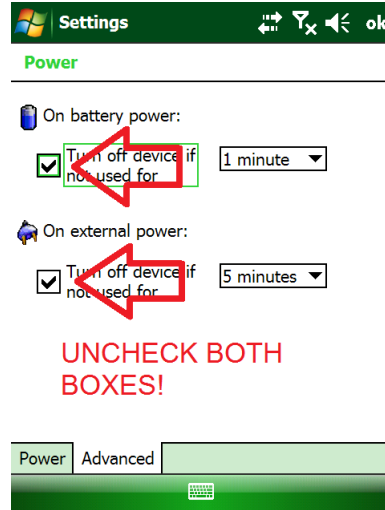 Settings ok
Power
On battery power:
Turn off device if
not used for
1 minute
On external power:
Turn off device if
not used for
5 minutes
UNCHECK BOTH
BOXES!
Power Advanced